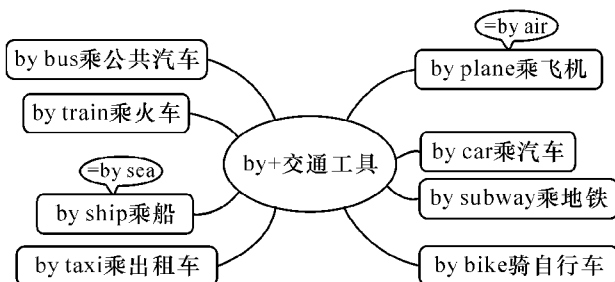 =by air
by bus乘公共汽车
by plane乘飞机
by train乘火车
by+交通工具
by car乘汽车
=by sea
by ship乘船
by subway乘地铁
by taxi乘出租车
by bike骑自行车